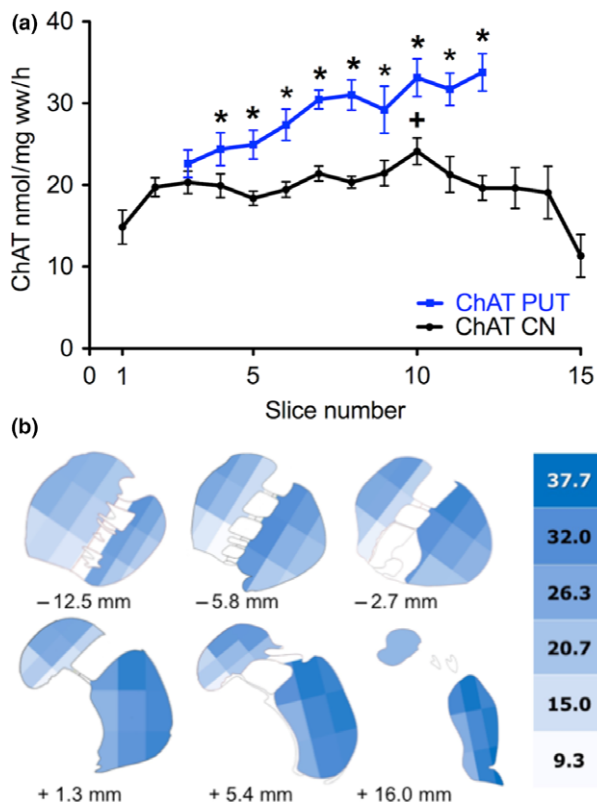 (a)
40
30
20
10
0
ChAT nmol/mg ww/h
* * * * * * * * *
+
ChAT PUT
ChAT CN
0 1 5 10 15
Slice number
(b)
−12.5 mm −5.8 mm −2.7 mm
+1.3 mm +5.4 mm +16.0 mm
37.7
32.0
26.3
20.7
15.0
9.3